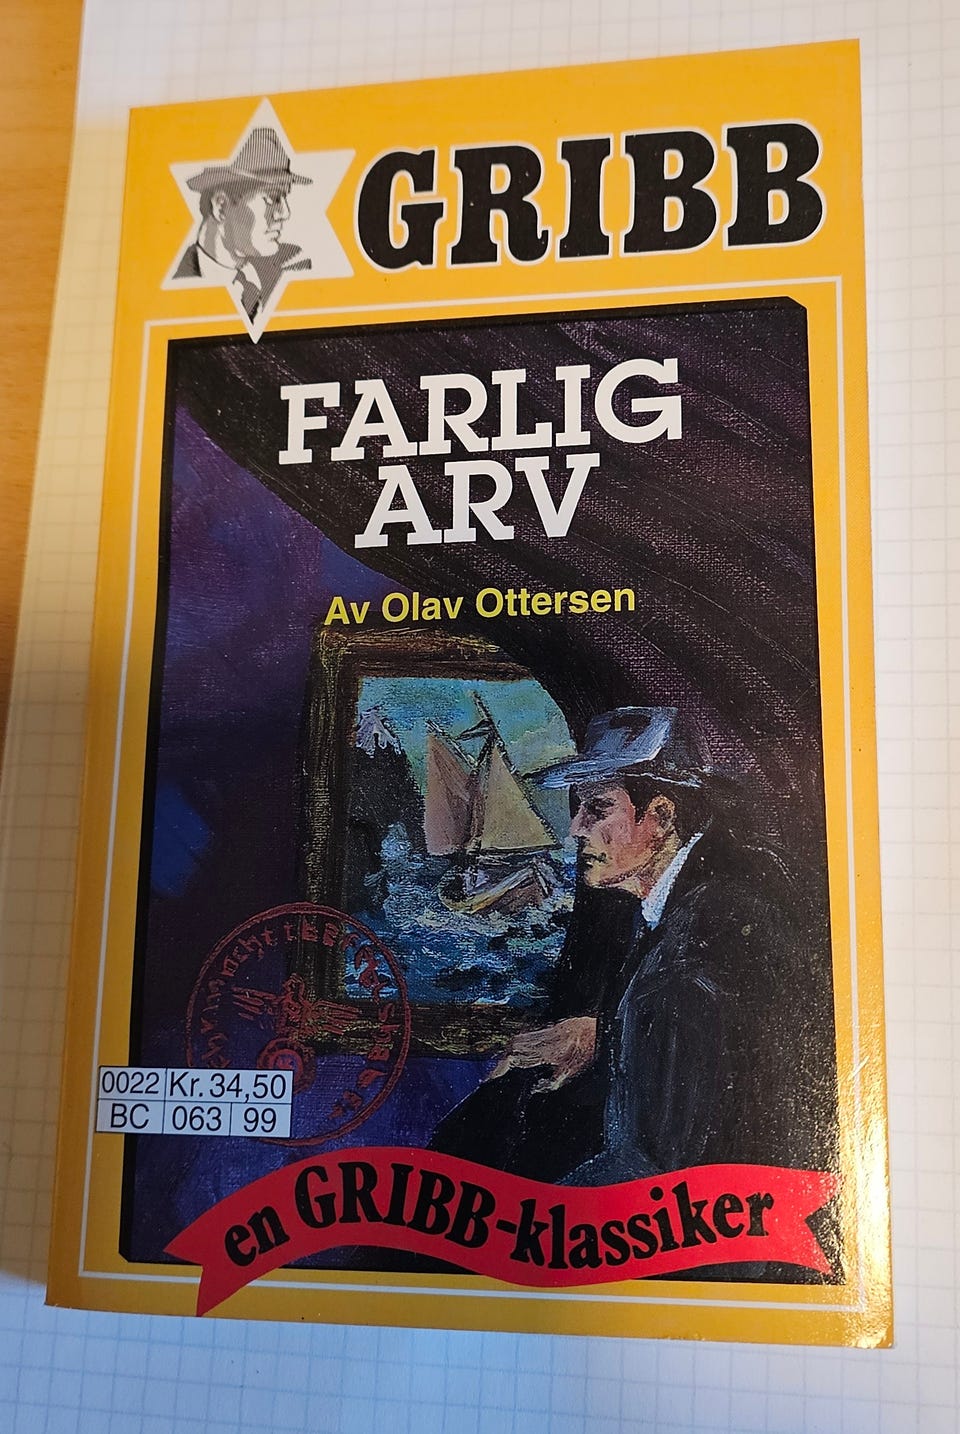 GRIBB
FARLIG
ARV
Av Olav Ottersen
0022 Kr. 34,50
BC 063 99
en GRIBB-klassiker